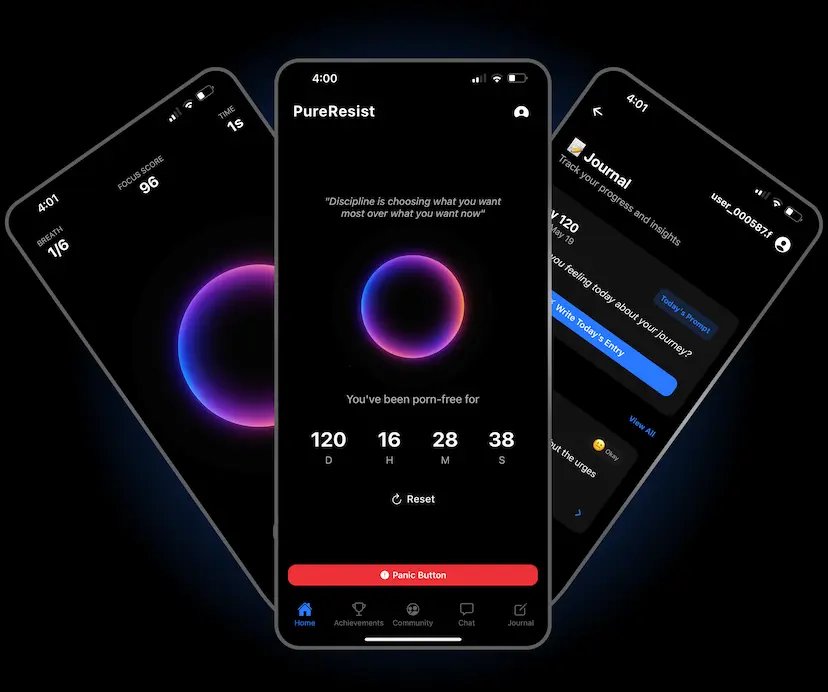 4:01
BREATH
1/6
FOCUS SCORE
96
TIME
1s
4:00
PureResist
"Discipline is choosing what you want
most over what you want now"
You've been porn-free for
120 16 28 38
D H M S
Reset
Panic Button
Home Achievements Community Chat Journal
4:01
Journal
Track your progress and insights
user_000587.f
120
May 19
Today's Prompt
you feeling today about your journey?
Write Today's Entry
View All
Okay
the urges